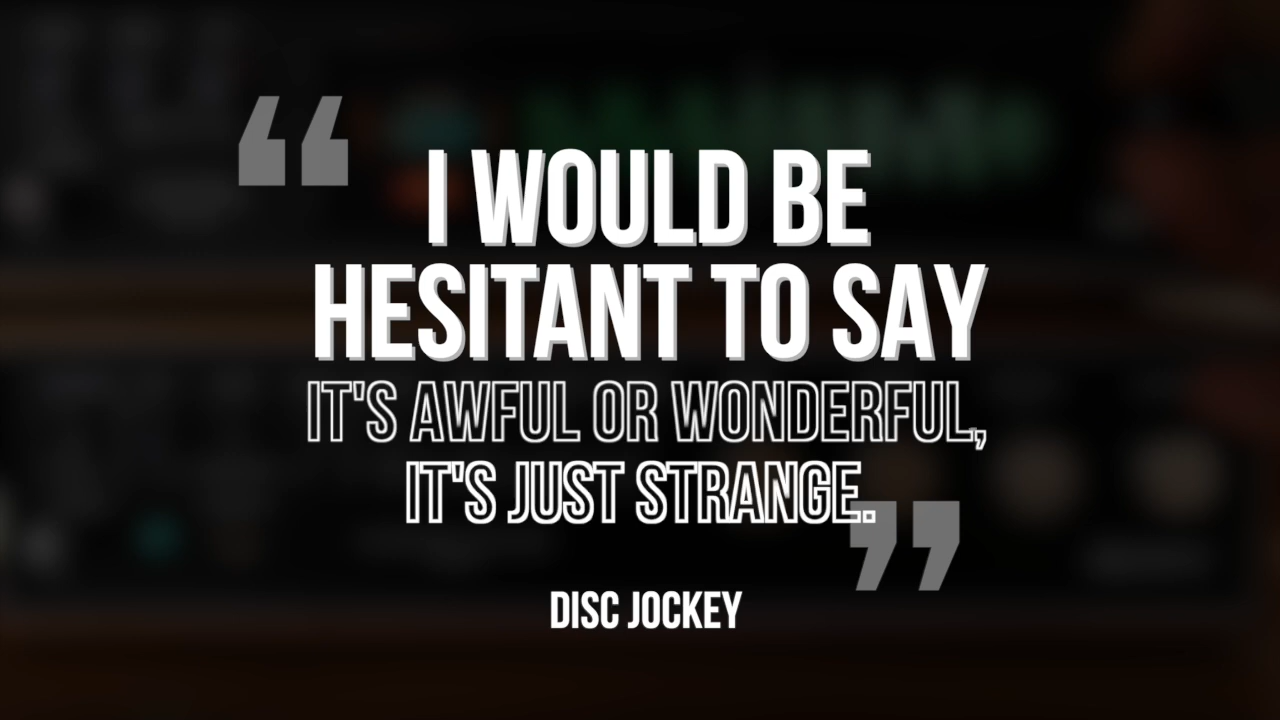 “
I WOULD BE
HESITANT TO SAY
IT'S AWFUL OR WONDERFUL,
IT'S JUST STRANGE.
”
DISC JOCKEY